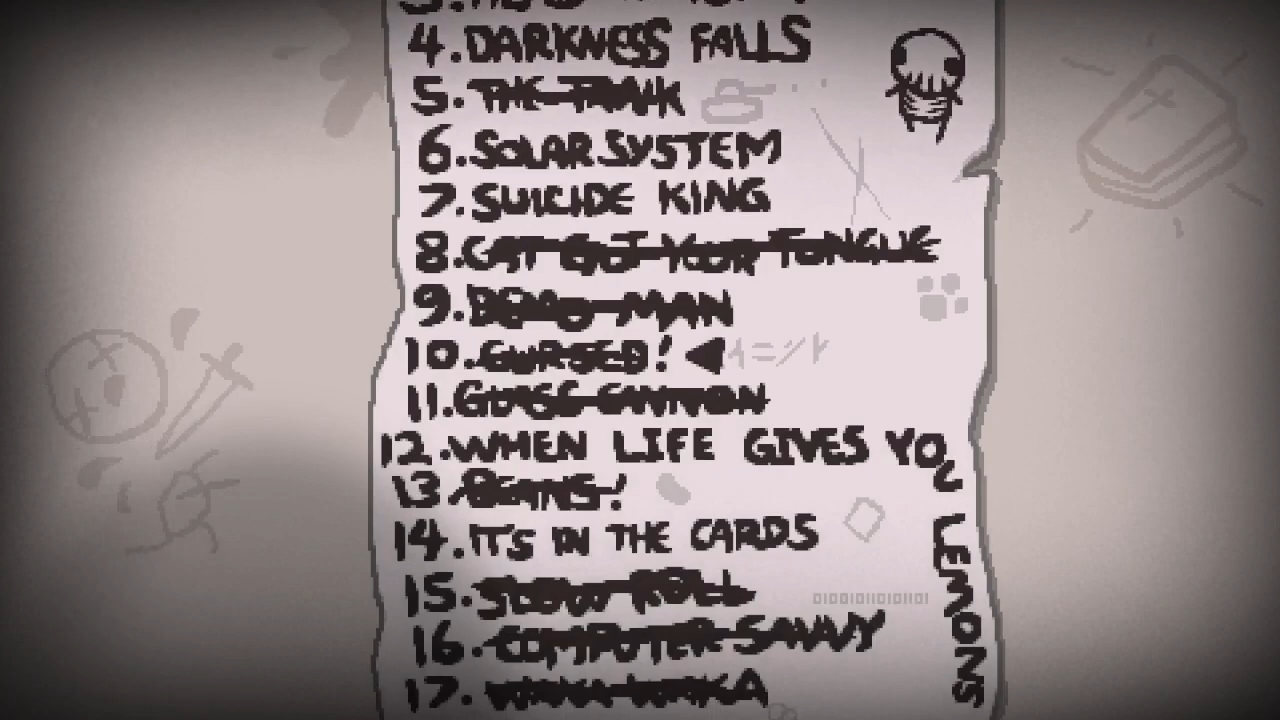 4. DARKNESS FALLS
5. THE TANK
6. SOLAR SYSTEM
7. SUICIDE KING
8. CAT GOT YOUR TONGUE
9. DEAD MAN
10. CURSED!
11. GLASS CANNON
12. WHEN LIFE GIVES YOU LEMONS
13. BEANS!
14. IT'S IN THE CARDS
15. SLOW ROLL
010010110101101
16. COMPUTER SAVVY
17. WAKA WAKA